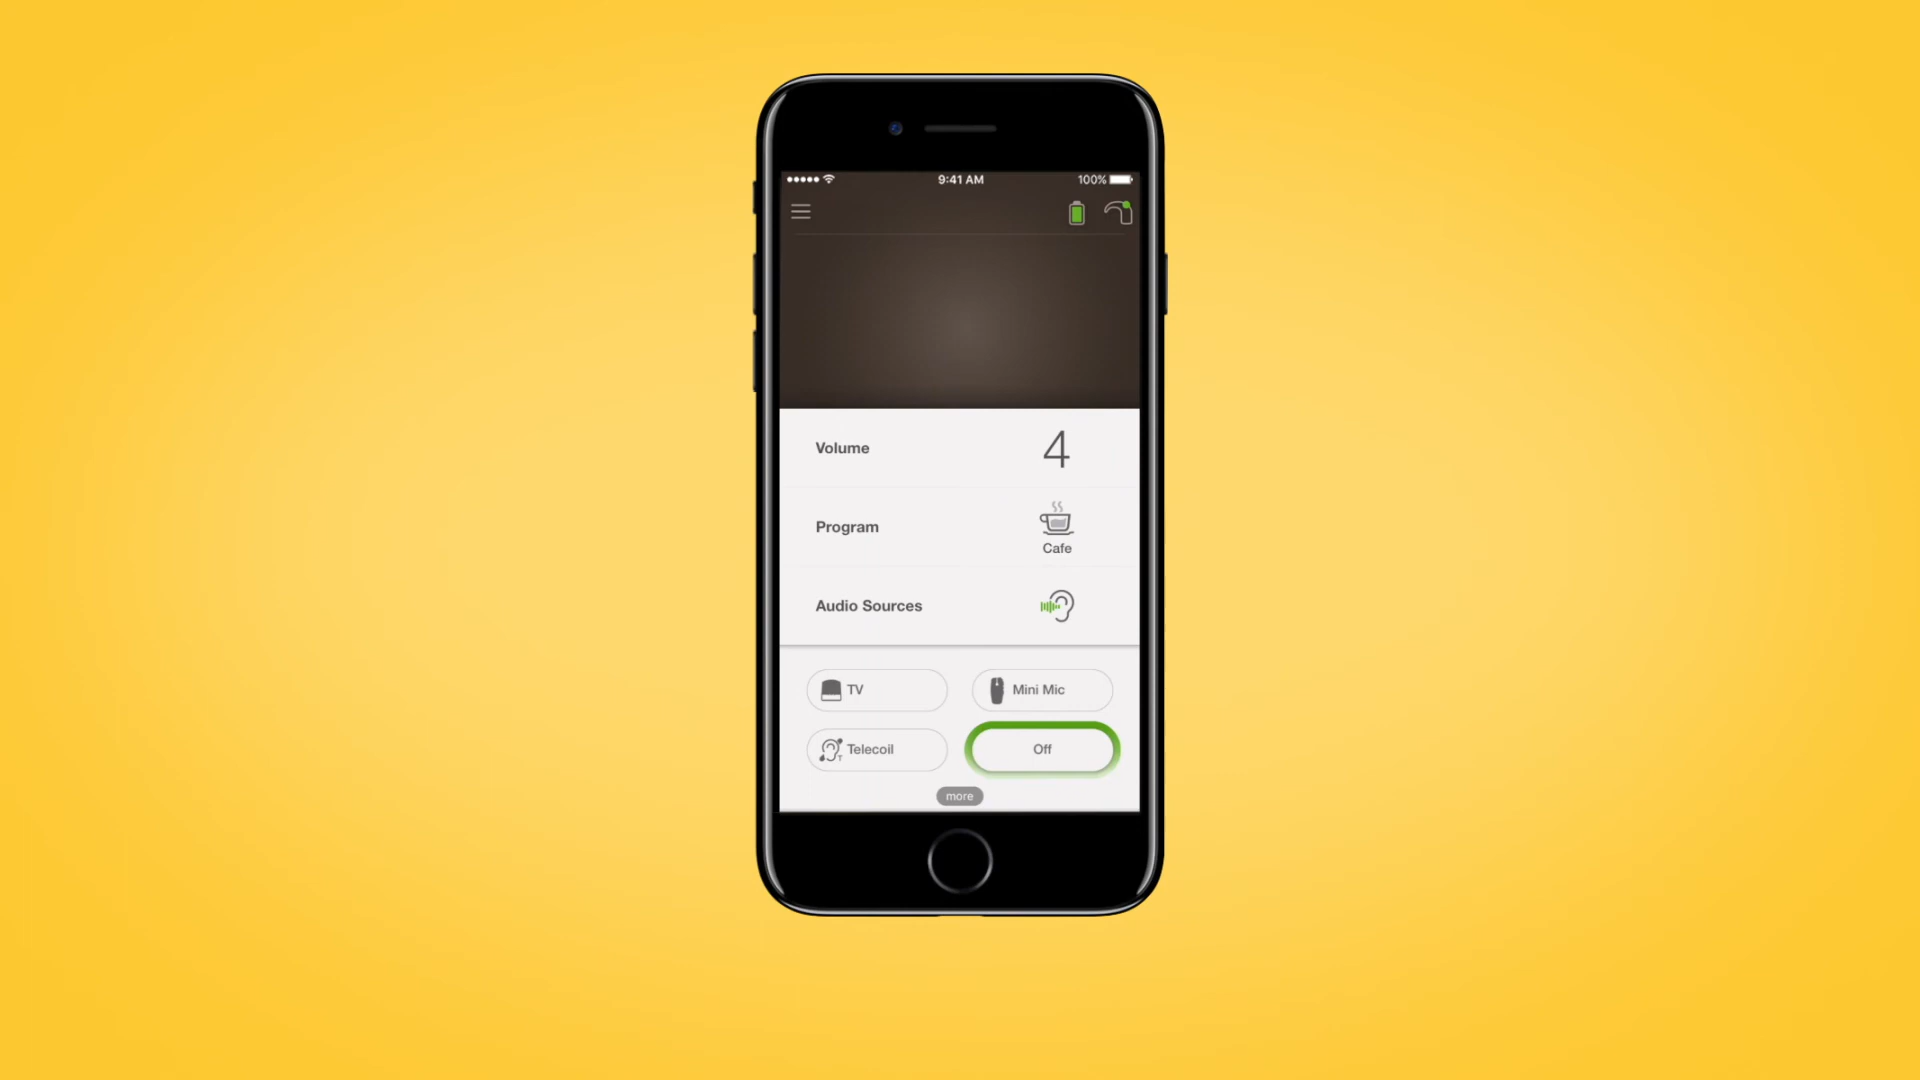 9:41 AM
100%
Volume 4
Program
Cafe
Audio Sources
TV
Mini Mic
T
Telecoil
Off
more